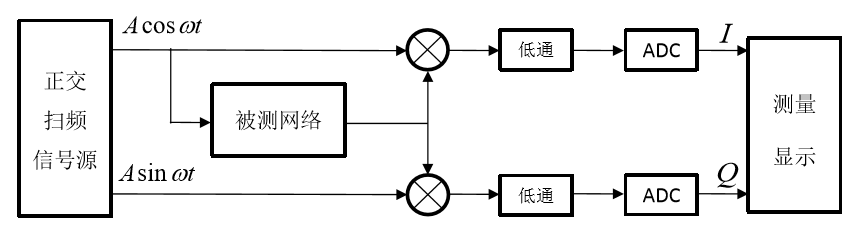 A cos ωt
正交
扫频
信号源
A sin ωt
被测网络
低通
ADC
I
低通
ADC
Q
测量
显示